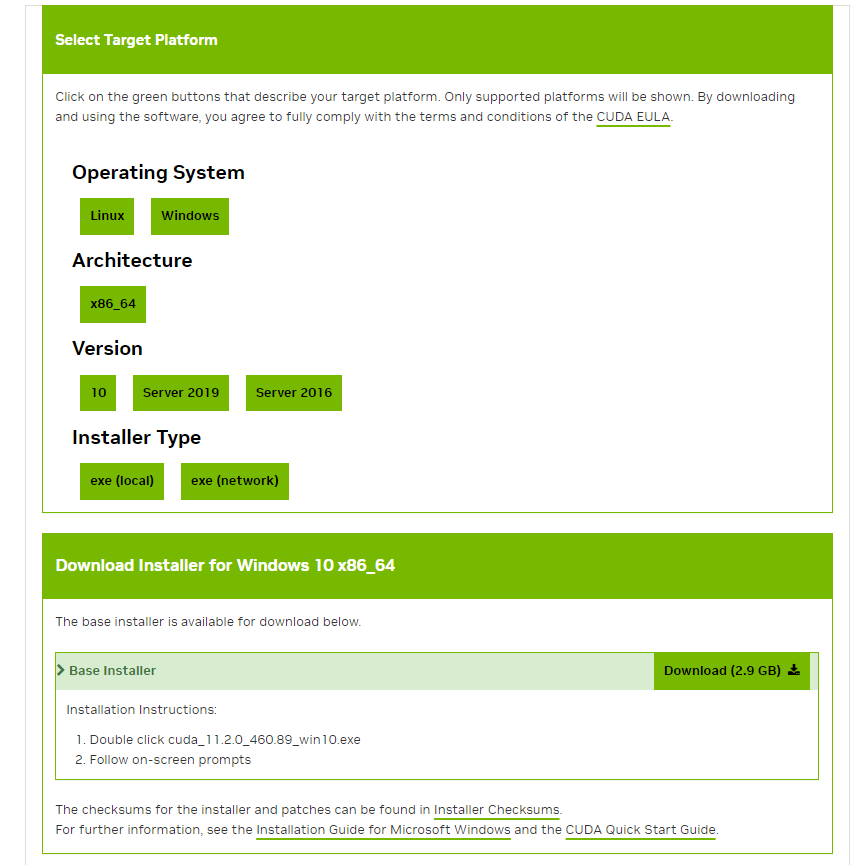 Select Target Platform
Click on the green buttons that describe your target platform. Only supported platforms will be shown. By downloading
and using the software, you agree to fully comply with the terms and conditions of the CUDA EULA.
Operating System
Linux Windows
Architecture
x86_64
Version
10 Server 2019 Server 2016
Installer Type
exe (local) exe (network)
Download Installer for Windows 10 x86_64
The base installer is available for download below.
Base Installer Download (2.9 GB)
Installation Instructions:
1. Double click cuda_11.2.0_460.89_win10.exe
2. Follow on-screen prompts
The checksums for the installer and patches can be found in Installer Checksums.
For further information, see the Installation Guide for Microsoft Windows and the CUDA Quick Start Guide.